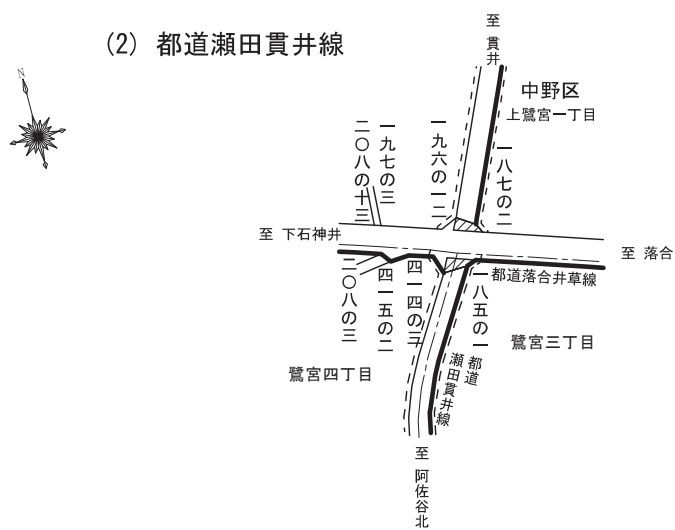 (2) 都道瀬田貫井線
N
至 貫井
中野区
上鷺宮一丁目
二〇八の十三
一九七の三
一九六の一二
一八七の二
至 下石神井
至 落合
都道落合井草線
二〇八の三
四一五の二
四一四の三
一八五の一
鷺宮三丁目
鷺宮四丁目
都道
瀬田貫井線
至 阿佐谷北